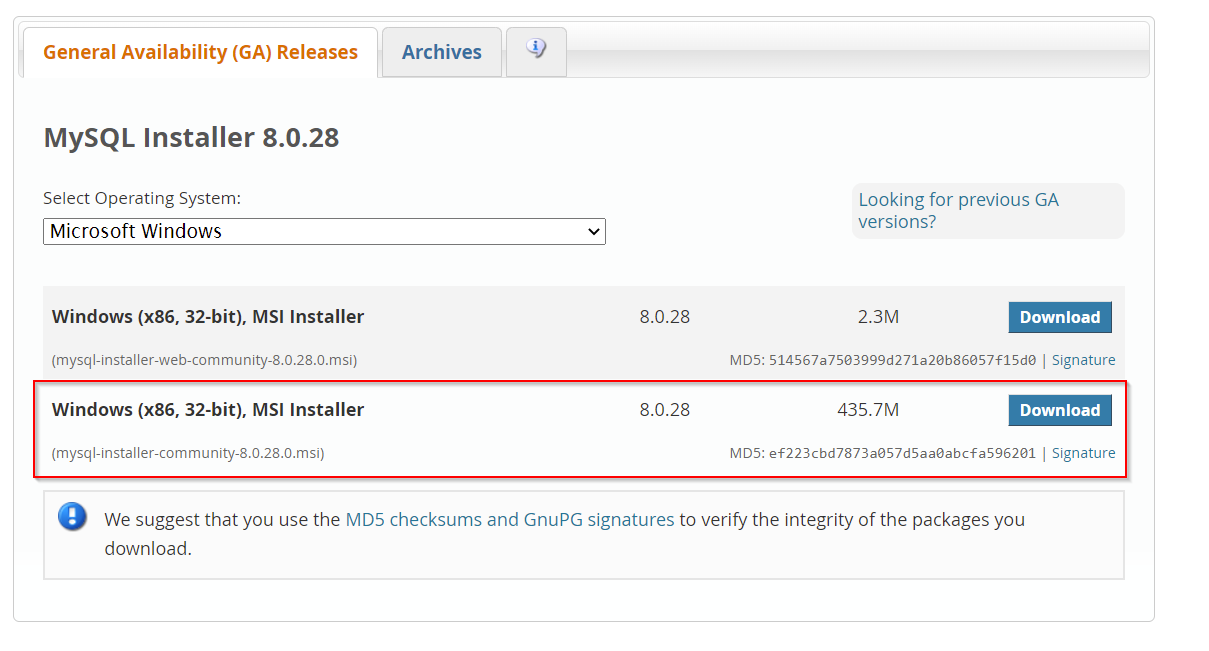 General Availability (GA) Releases
Archives
MySQL Installer 8.0.28
Select Operating System:
Looking for previous GA
versions?
Microsoft Windows
Windows (x86, 32-bit), MSI Installer 8.0.28 2.3M Download
(mysql-installer-web-community-8.0.28.0.msi) MD5: 514567a7503999d271a20b86057f15d0 | Signature
Windows (x86, 32-bit), MSI Installer 8.0.28 435.7M Download
(mysql-installer-community-8.0.28.0.msi) MD5: ef223cbd7873a057d5aa0abcfa596201 | Signature
We suggest that you use the MD5 checksums and GnuPG signatures to verify the integrity of the packages you
download.